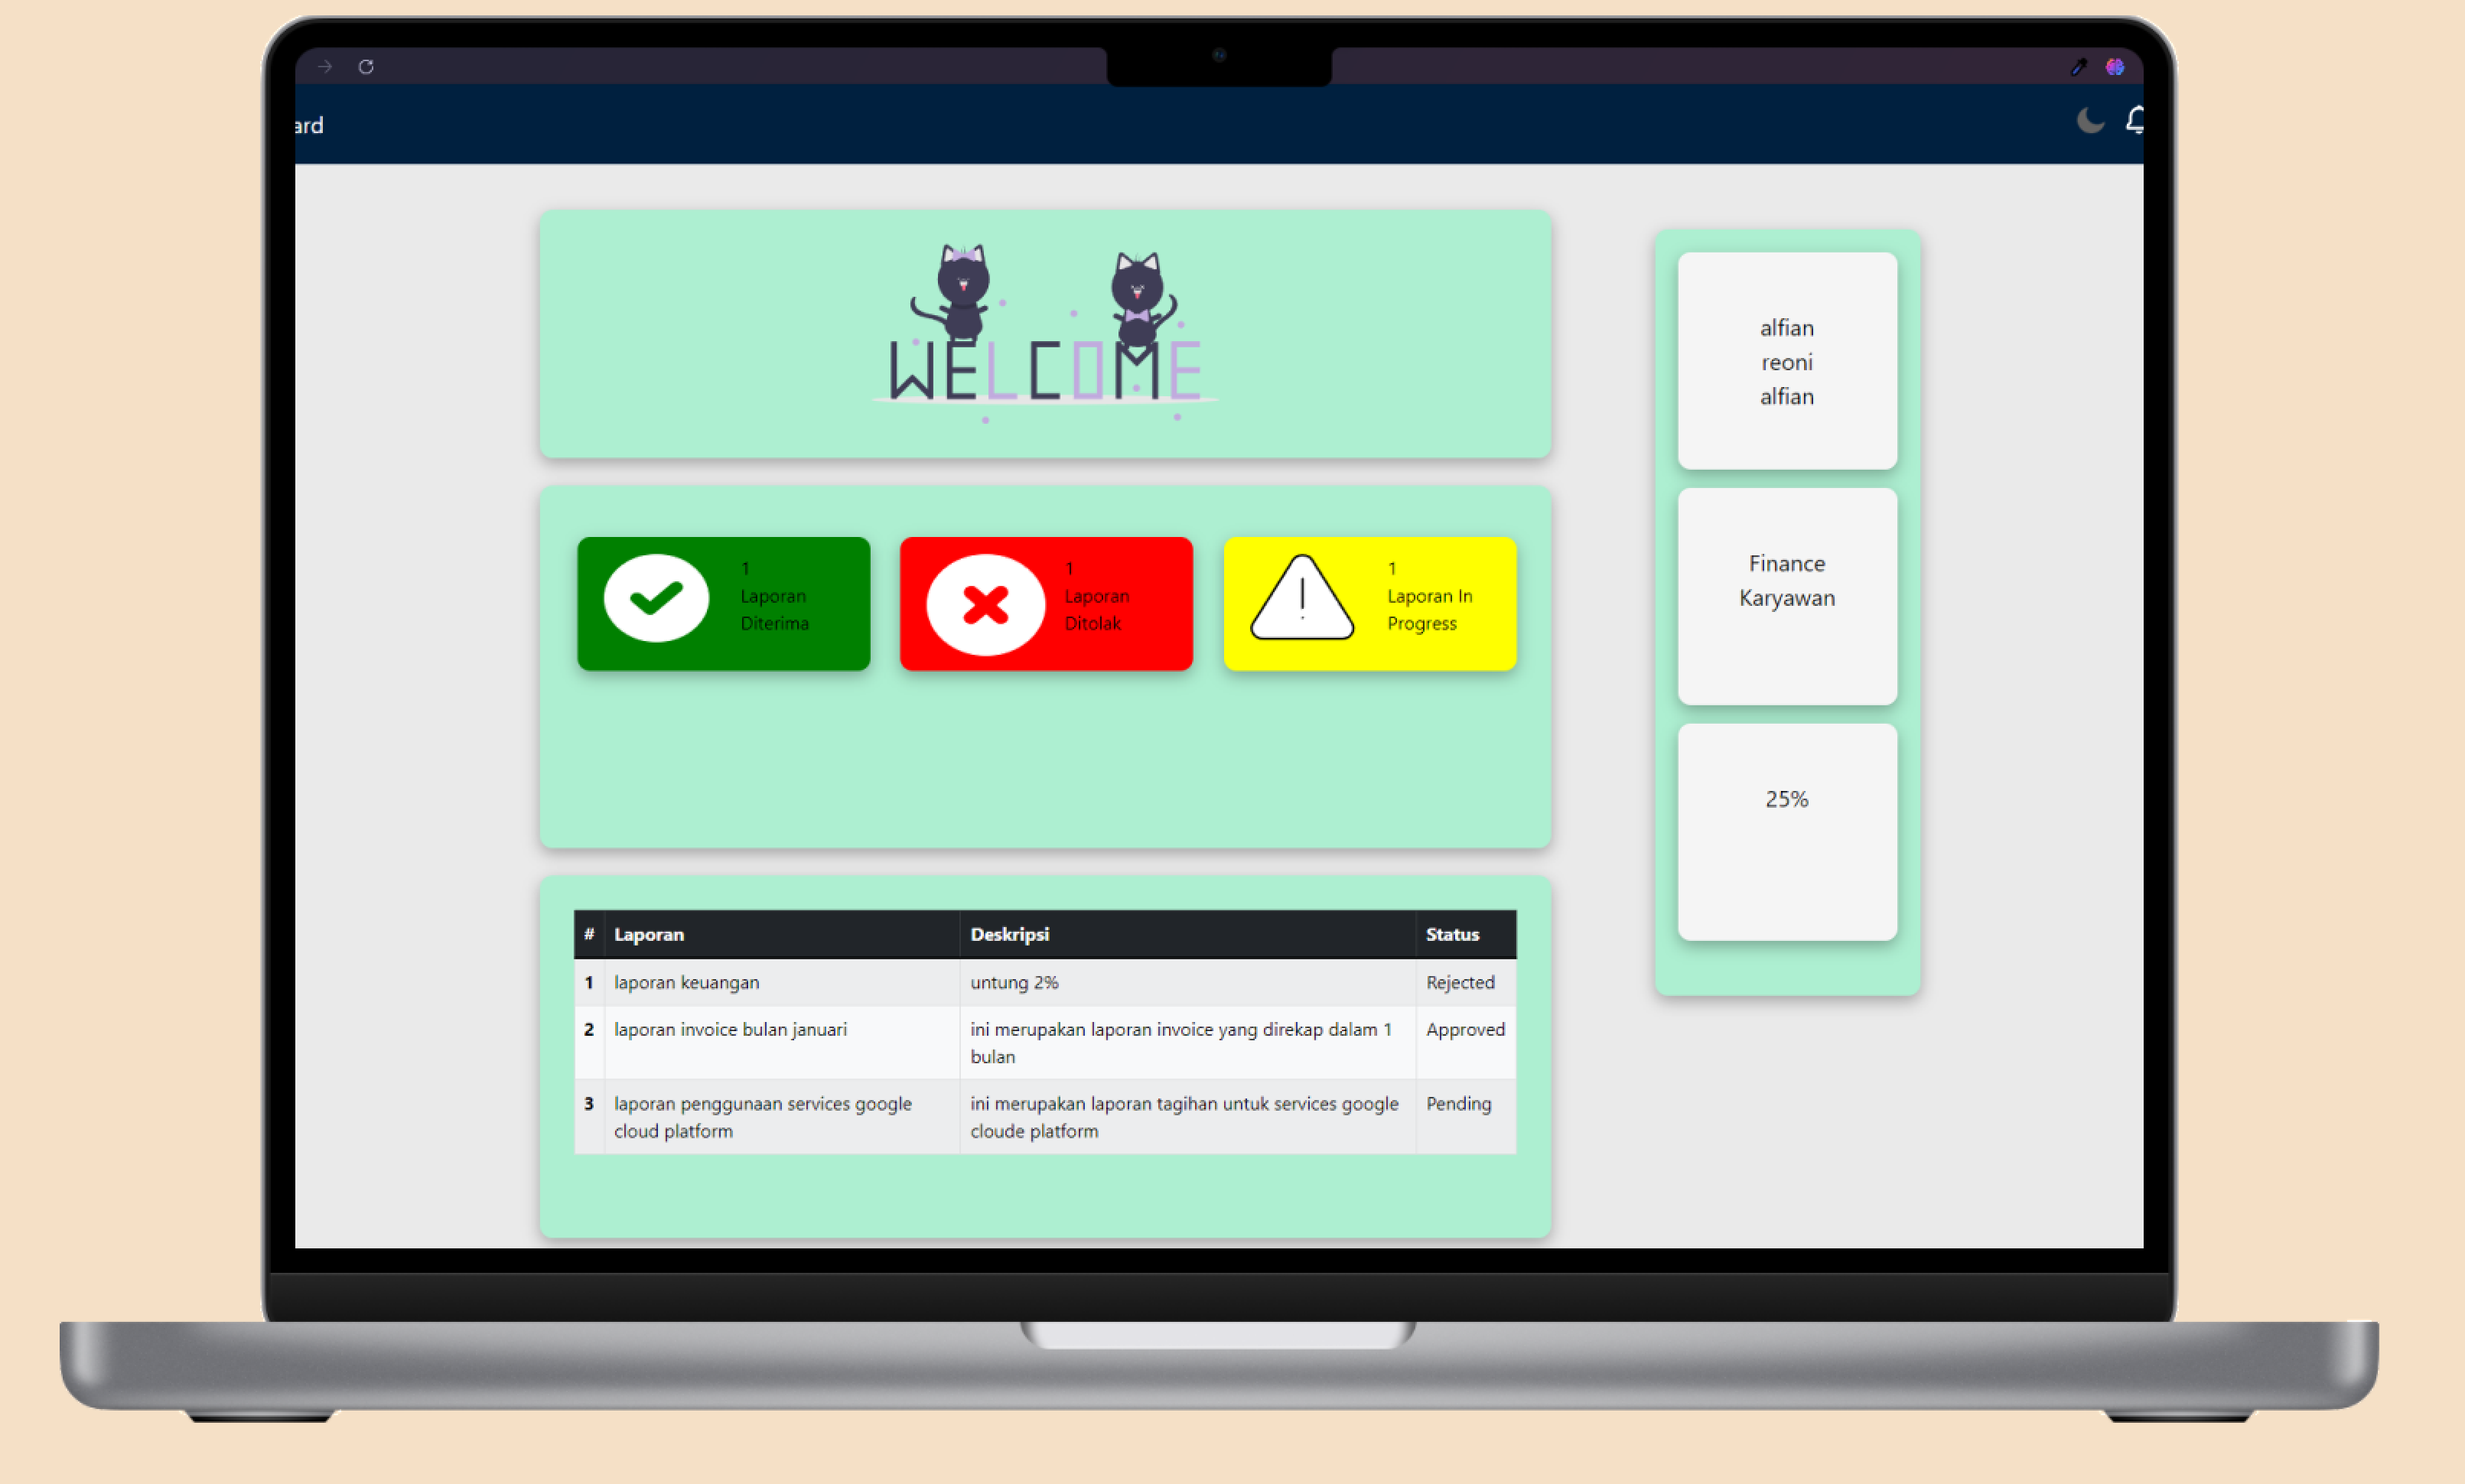 ard
WELCOME
1
Laporan
Diterima
1
Laporan
Ditolak
1
Laporan In
Progress
# Laporan Deskripsi Status
1 laporan keuangan untung 2% Rejected
2 laporan invoice bulan januari ini merupakan laporan invoice yang direkap dalam 1 Approved
bulan
3 laporan penggunaan services google ini merupakan laporan tagihan untuk services google Pending
cloud platform cloude platform
alfian
reoni
alfian
Finance
Karyawan
25%